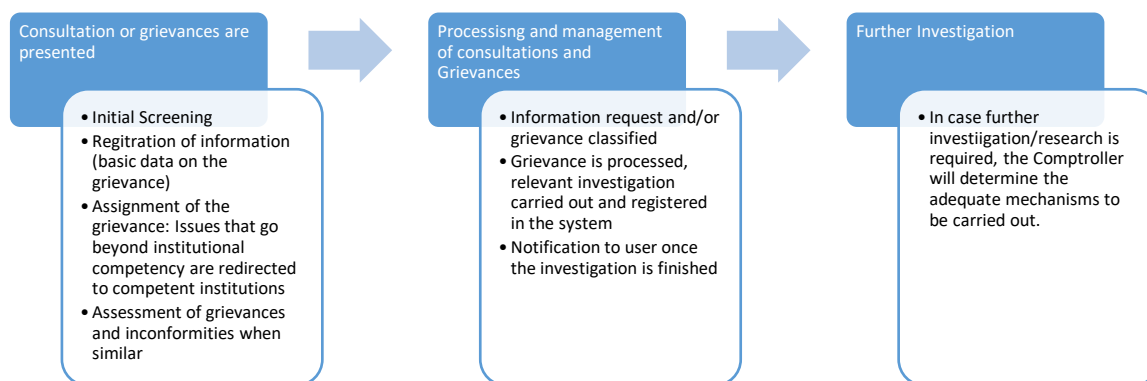 Consultation or grievances are
presented
• Initial Screening
• Regitration of information
(basic data on the
grievance)
• Assignment of the
grievance: Issues that go
beyond institutional
competency are redirected
to competent institutions
• Assessment of grievances
and inconformities when
similar
Processisng and management
of consultations and
Grievances
• Information request and/or
grievance classified
• Grievance is processed,
relevant investigation
carried out and registered
in the system
• Notification to user once
the investigation is finished
Further Investigation
• In case further
investiigation/research is
required, the Comptroller
will determine the
adequate mechanisms to
be carried out.